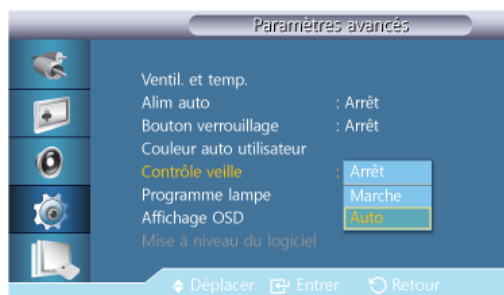 Paramètres avancés
Ventil. et temp.
Alim auto : Arrêt
Bouton verrouillage : Arrêt
Couleur auto utilisateur
Contrôle veille : Arrêt
Programme lampe Marche
Affichage OSD Auto
Mise à niveau du logiciel
Déplacer Entrer Retour